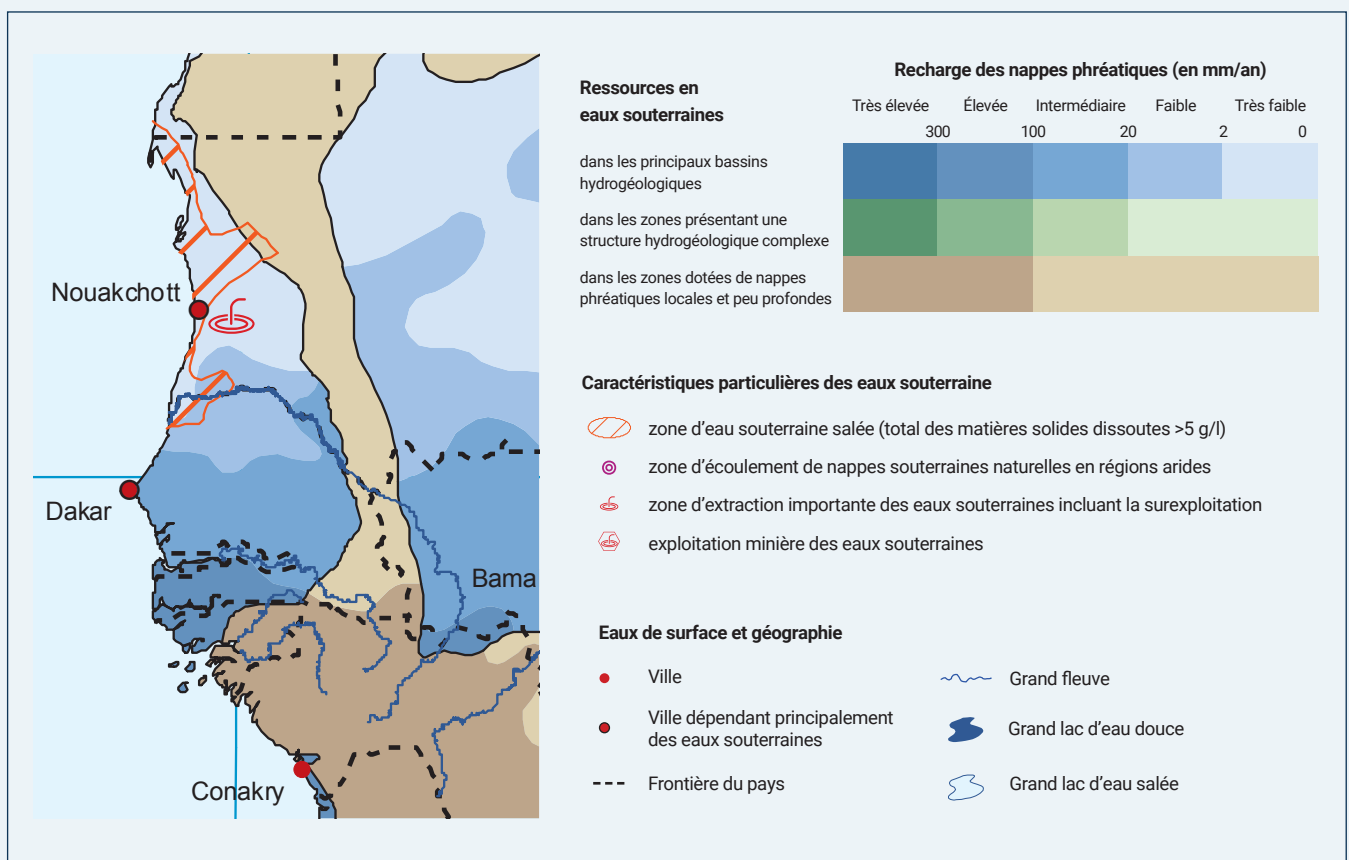 Nouakchott
Dakar
Bama
Conakry
Ressources en
eaux souterraines
Recharge des nappes phréatiques (en mm/an)
Très élevée Élevée Intermédiaire Faible Très faible
300 100 20 2 0
dans les principaux bassins
hydrogéologiques
dans les zones présentant une
structure hydrogéologique complexe
dans les zones dotées de nappes
phréatiques locales et peu profondes
Caractéristiques particulières des eaux souterraine
zone d'eau souterraine salée (total des matières solides dissoutes >5 g/l)
zone d'écoulement de nappes souterraines naturelles en régions arides
zone d'extraction importante des eaux souterraines incluant la surexploitation
exploitation minière des eaux souterraines
Eaux de surface et géographie
Ville
Ville dépendant principalement
des eaux souterraines
Frontière du pays
Grand fleuve
Grand lac d'eau douce
Grand lac d'eau salée